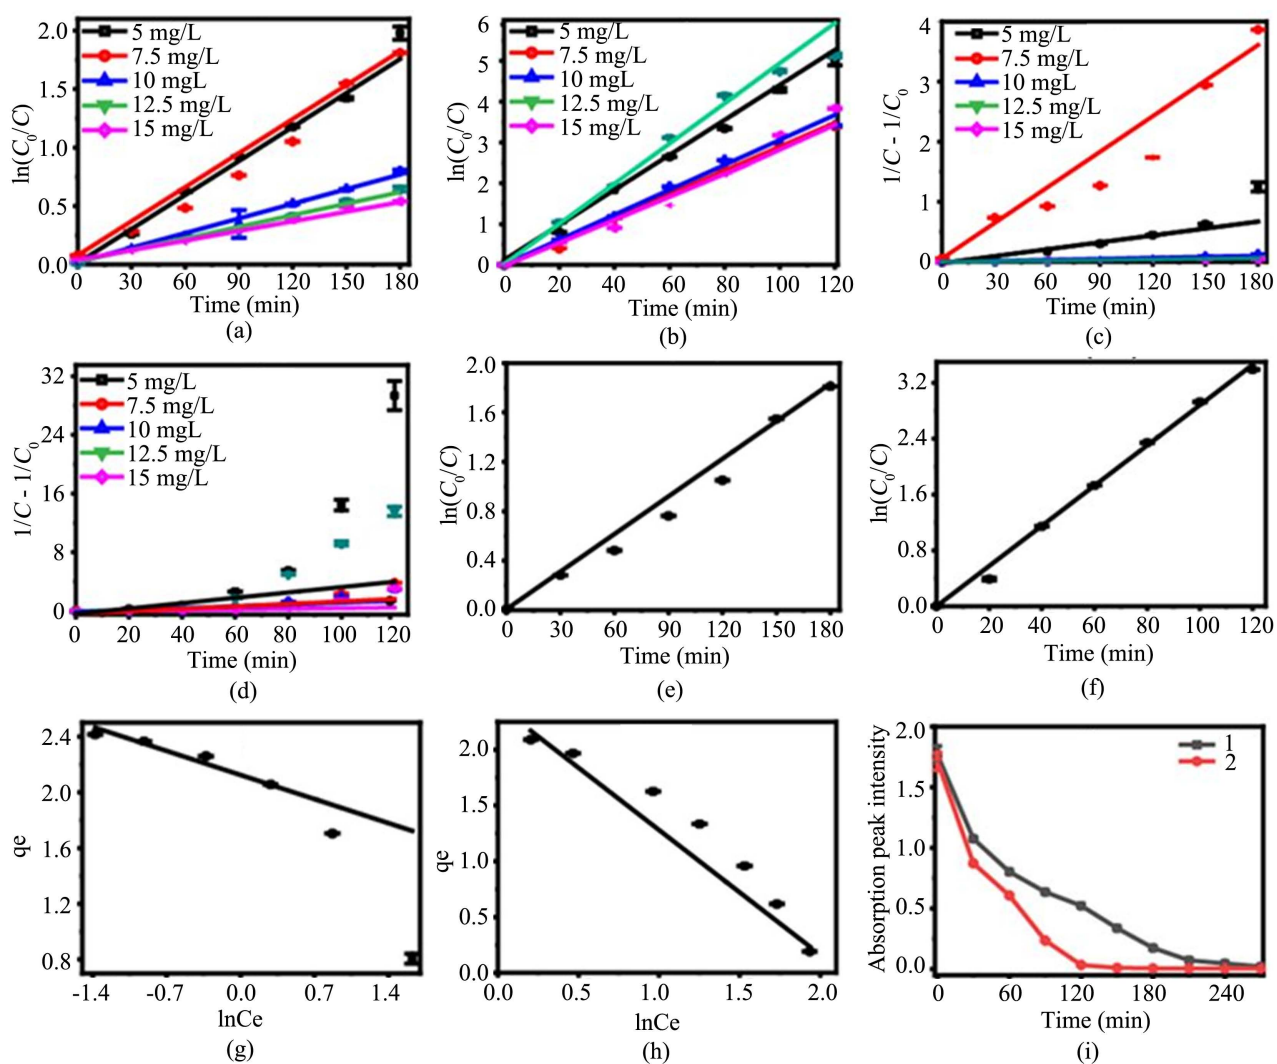 2.0
1.5
1.0
0.5
0.0
ln(C0/C)
5 mg/L
7.5 mg/L
10 mgL
12.5 mg/L
15 mg/L
0 30 60 90 120 150 180
Time (min)
(a)
6
5
4
3
2
1
0
ln(C0/C)
5 mg/L
7.5 mg/L
10 mgL
12.5 mg/L
15 mg/L
0 20 40 60 80 100 120
Time (min)
(b)
4
3
2
1
0
1/C - 1/C0
5 mg/L
7.5 mg/L
10 mgL
12.5 mg/L
15 mg/L
0 30 60 90 120 150 180
Time (min)
(c)
32
24
16
8
0
1/C - 1/C0
5 mg/L
7.5 mg/L
10 mgL
12.5 mg/L
15 mg/L
0 20 40 60 80 100 120
Time (min)
(d)
2.0
1.6
1.2
0.8
0.4
0.0
ln(C0/C)
0 30 60 90 120 150 180
Time (min)
(e)
3.2
2.4
1.6
0.8
0.0
ln(C0/C)
0 20 40 60 80 100 120
Time (min)
(f)
2.4
2.0
1.6
1.2
0.8
qe
-1.4 -0.7 0.0 0.7 1.4
lnCe
(g)
2.0
1.5
1.0
0.5
0.0
qe
0.0 0.5 1.0 1.5 2.0
lnCe
(h)
2.0
1.5
1.0
0.5
0.0
Absorption peak intensity
1
2
0 60 120 180 240
Time (min)
(i)